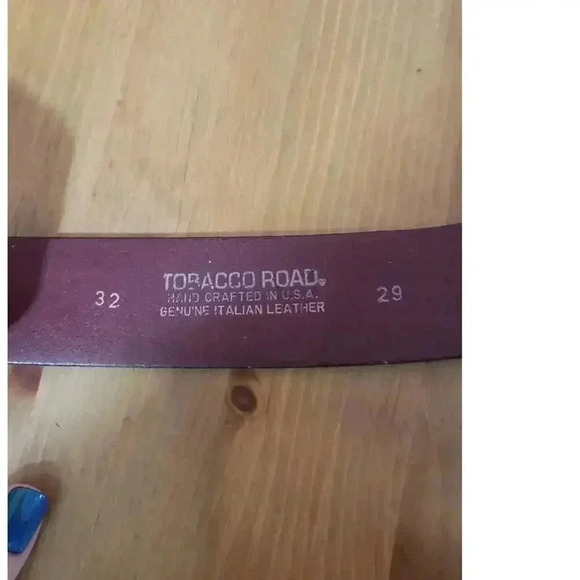 32
TOBACCO ROAD®
HAND CRAFTED IN U.S.A.
GENUINE ITALIAN LEATHER
29